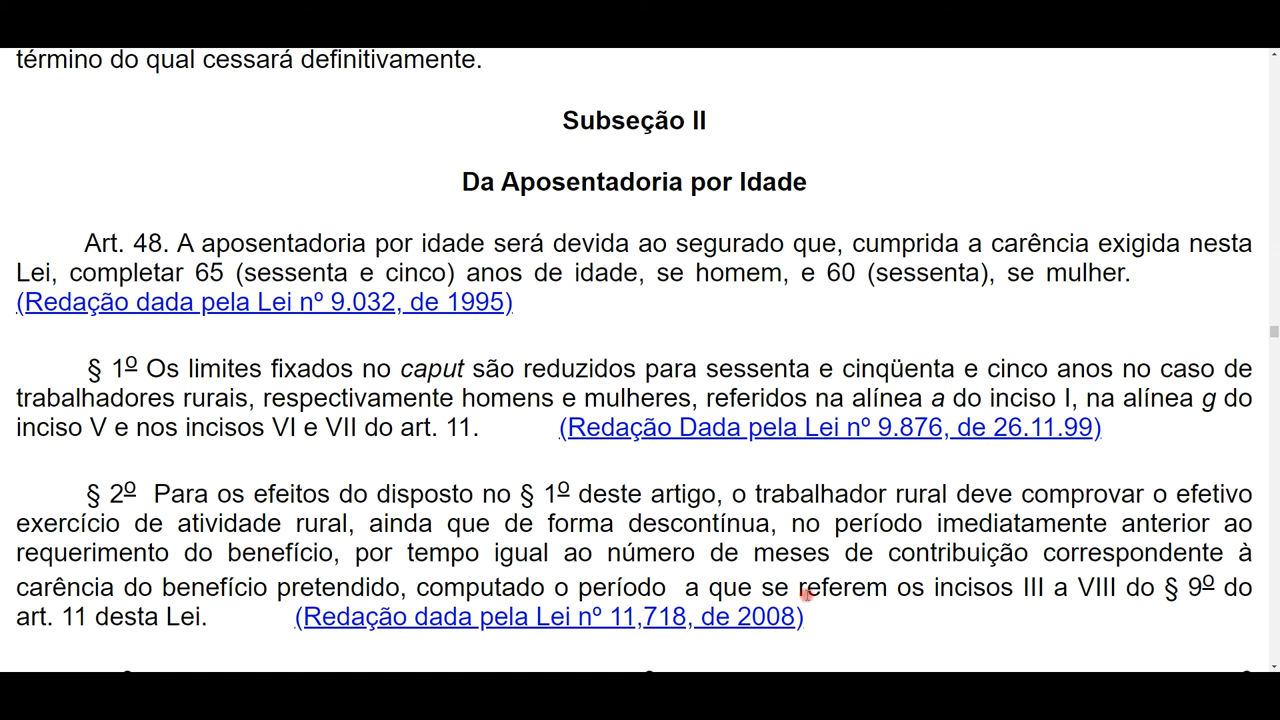 término do qual cessará definitivamente.
Subseção II
Da Aposentadoria por Idade
Art. 48. A aposentadoria por idade será devida ao segurado que, cumprida a carência exigida nesta
Lei, completar 65 (sessenta e cinco) anos de idade, se homem, e 60 (sessenta), se mulher.
(Redação dada pela Lei nº 9.032, de 1995)
§ 1º Os limites fixados no caput são reduzidos para sessenta e cinqüenta e cinco anos no caso de
trabalhadores rurais, respectivamente homens e mulheres, referidos na alínea a do inciso I, na alínea g do
inciso V e nos incisos VI e VII do art. 11. (Redação Dada pela Lei nº 9.876, de 26.11.99)
§ 2º Para os efeitos do disposto no § 1º deste artigo, o trabalhador rural deve comprovar o efetivo
exercício de atividade rural, ainda que de forma descontínua, no período imediatamente anterior ao
requerimento do benefício, por tempo igual ao número de meses de contribuição correspondente à
carência do benefício pretendido, computado o período a que se referem os incisos III a VIII do § 9º do
art. 11 desta Lei. (Redação dada pela Lei nº 11,718, de 2008)